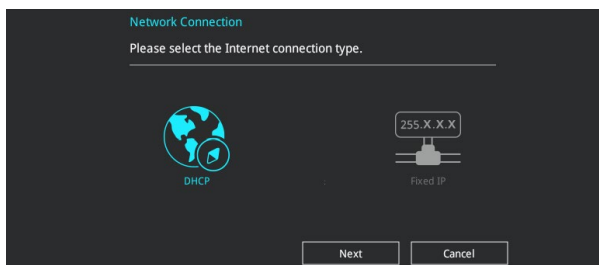 Network Connection
Please select the Internet connection type.
255.X.X.X
DHCP
Fixed IP
Next
Cancel